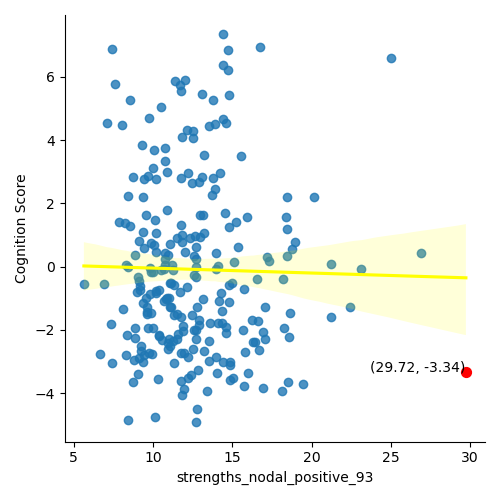 6
4
2
0
−2
−4
Cognition Score
(29.72, -3.34)
5 10 15 20 25 30
strengths_nodal_positive_93